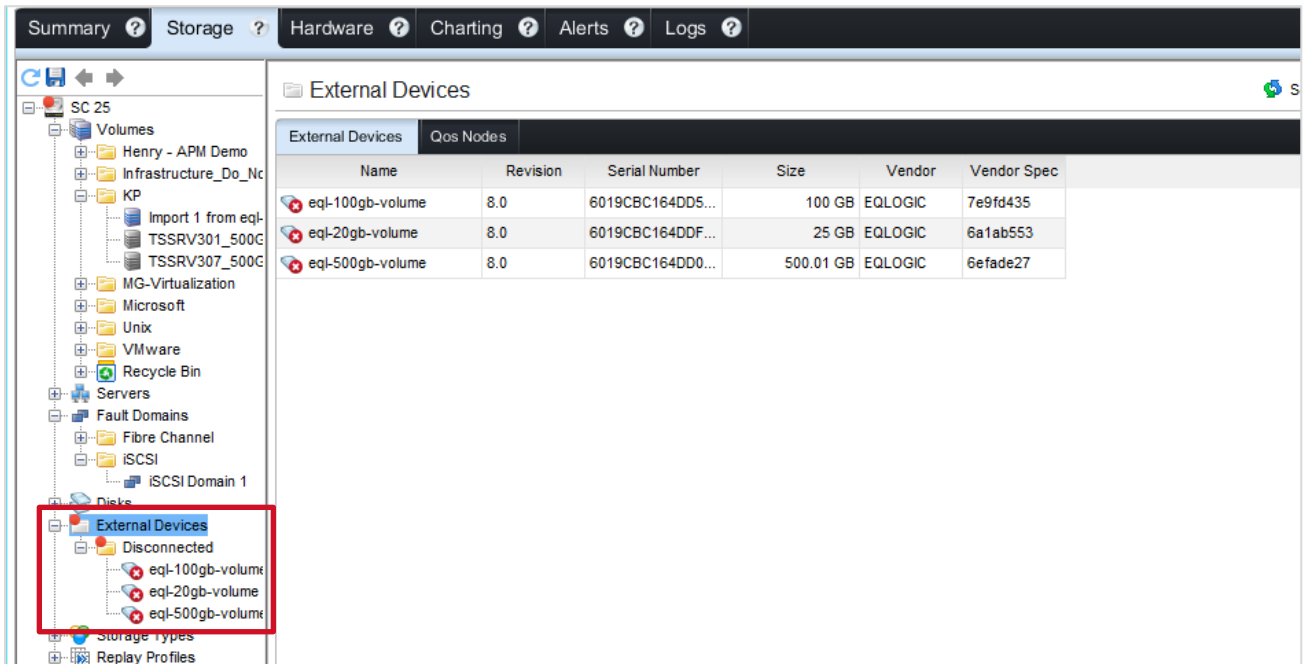 Summary ? Storage ? Hardware ? Charting ? Alerts ? Logs ?
SC 25
Volumes
Henry - APM Demo
Infrastructure_Do_Nc
KP
Import 1 from eql-
TSSRV301_500G
TSSRV307_500G
MG-Virtualization
Microsoft
Unix
VMware
Recycle Bin
Servers
Fault Domains
Fibre Channel
iSCSI
iSCSI Domain 1
Disks
External Devices
Disconnected
eql-100gb-volume
eql-20gb-volume
eql-500gb-volume
Storage Types
Replay Profiles
External Devices
S
External Devices Qos Nodes
Name Revision Serial Number Size Vendor Vendor Spec
eql-100gb-volume 8.0 6019CBC164DD5... 100 GB EQLOGIC 7e9fd435
eql-20gb-volume 8.0 6019CBC164DDF... 25 GB EQLOGIC 6a1ab553
eql-500gb-volume 8.0 6019CBC164DD0... 500.01 GB EQLOGIC 6efade27